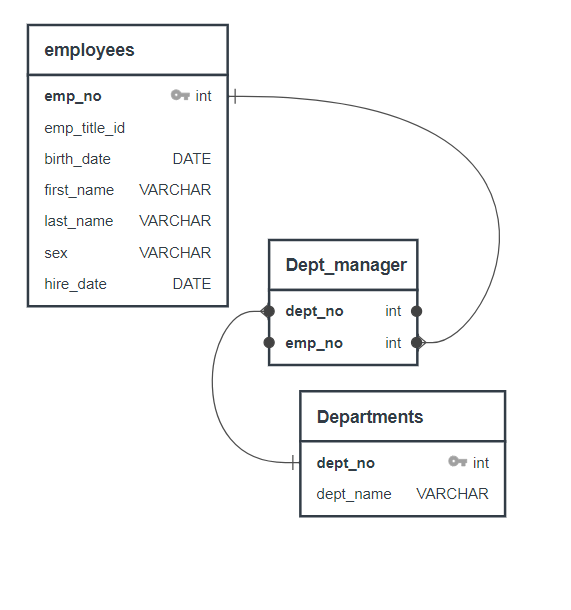 employees
emp_no int
emp_title_id
birth_date DATE
first_name VARCHAR
last_name VARCHAR
sex VARCHAR
hire_date DATE
Dept_manager
dept_no int
emp_no int
Departments
dept_no int
dept_name VARCHAR